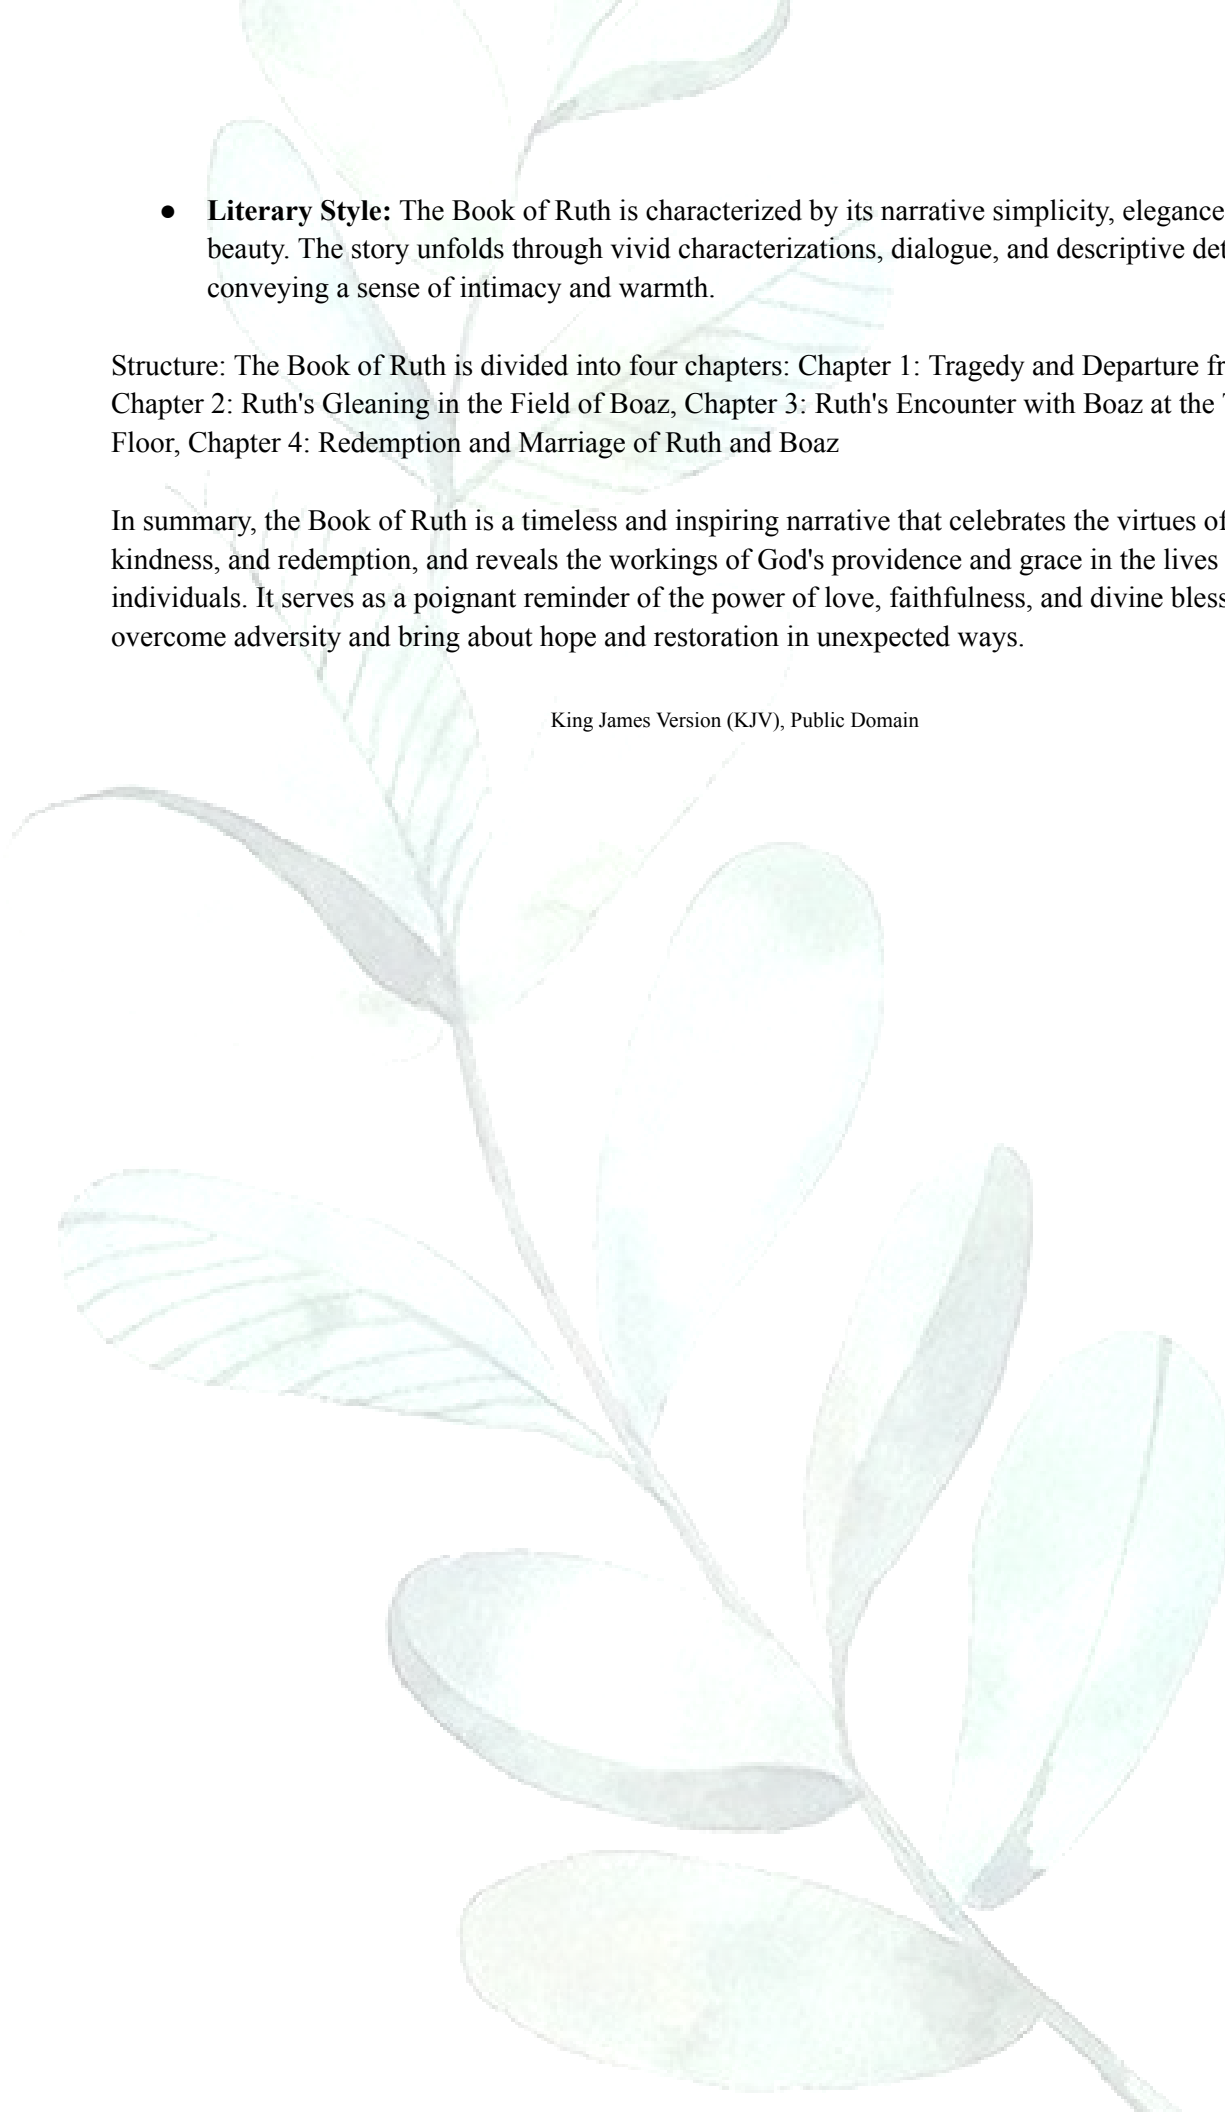 ● Literary Style: The Book of Ruth is characterized by its narrative simplicity, elegance
beauty. The story unfolds through vivid characterizations, dialogue, and descriptive det
conveying a sense of intimacy and warmth.
Structure: The Book of Ruth is divided into four chapters: Chapter 1: Tragedy and Departure fr
Chapter 2: Ruth's Gleaning in the Field of Boaz, Chapter 3: Ruth's Encounter with Boaz at the
Floor, Chapter 4: Redemption and Marriage of Ruth and Boaz
In summary, the Book of Ruth is a timeless and inspiring narrative that celebrates the virtues of
kindness, and redemption, and reveals the workings of God's providence and grace in the lives
individuals. It serves as a poignant reminder of the power of love, faithfulness, and divine bless
overcome adversity and bring about hope and restoration in unexpected ways.
King James Version (KJV), Public Domain